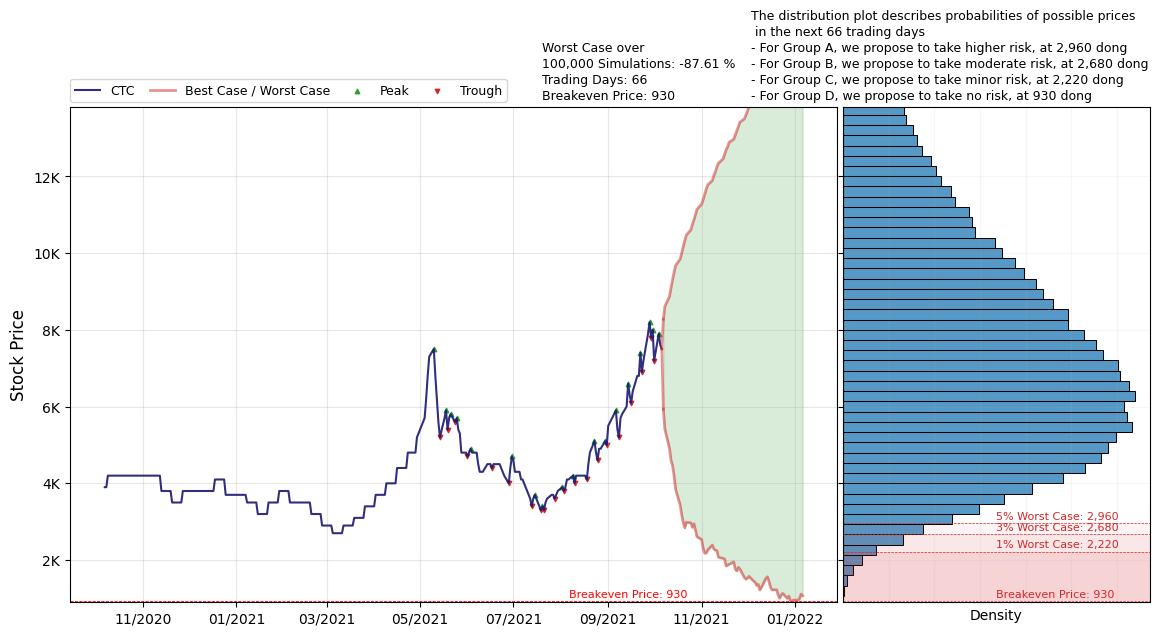 The distribution plot describes probabilities of possible prices
in the next 66 trading days
- For Group A, we propose to take higher risk, at 2,960 dong
- For Group B, we propose to take moderate risk, at 2,680 dong
- For Group C, we propose to take minor risk, at 2,220 dong
- For Group D, we propose to take no risk, at 930 dong
Worst Case over
100,000 Simulations: -87.61 %
Trading Days: 66
Breakeven Price: 930
CTC
Best Case / Worst Case
Peak
Trough
Stock Price
12K
10K
8K
6K
4K
2K
Breakeven Price: 930
11/2020
01/2021
03/2021
05/2021
07/2021
09/2021
11/2021
01/2022
5% Worst Case: 2,960
3% Worst Case: 2,680
1% Worst Case: 2,220
Breakeven Price: 930
Density